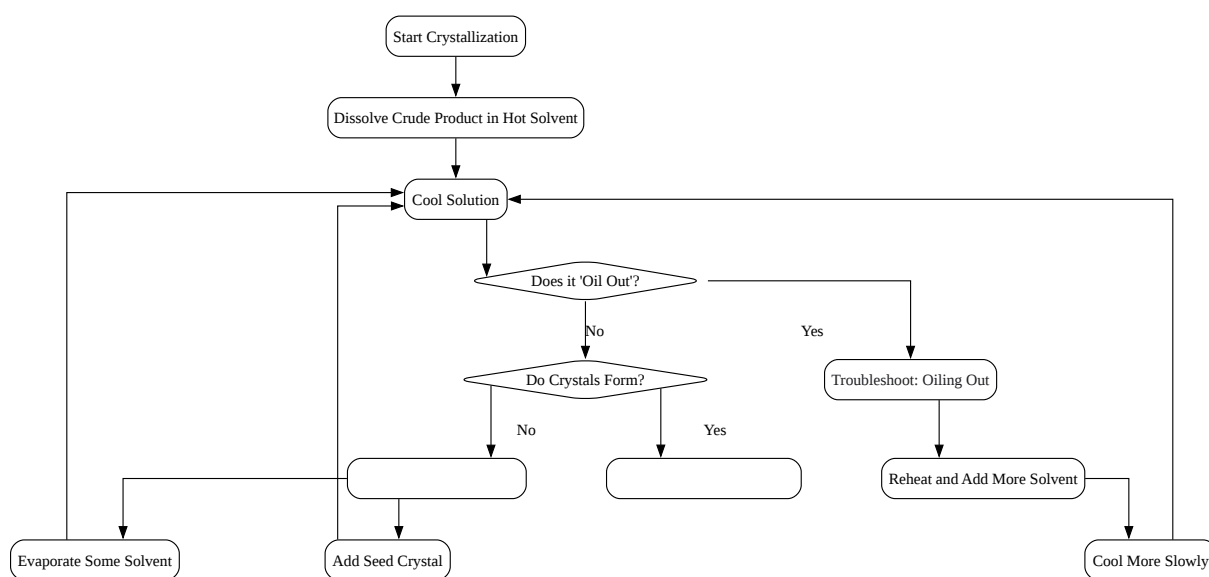 Start Crystallization
Dissolve Crude Product in Hot Solvent
Cool Solution
Does it 'Oil Out'?
No
Yes
Do Crystals Form?
Troubleshoot: Oiling Out
No
Yes
Reheat and Add More Solvent
Evaporate Some Solvent
Add Seed Crystal
Cool More Slowly